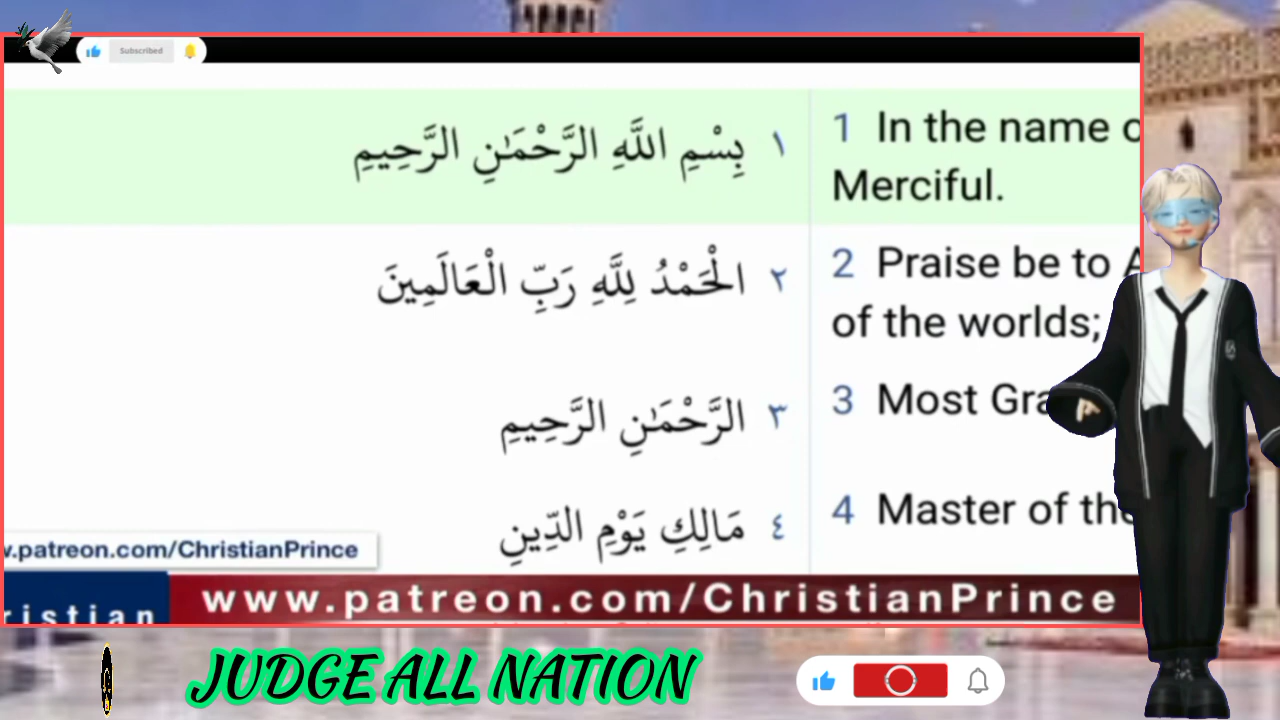 Subscribed
١ بِسْمِ اللَّهِ الرَّحْمَٰنِ الرَّحِيمِ
1 In the name
Merciful.
٢ الْحَمْدُ لِلَّهِ رَبِّ الْعَالَمِينَ
2 Praise be to
of the worlds;
٣ الرَّحْمَٰنِ الرَّحِيمِ
3 Most
٤ مَالِكِ يَوْمِ الدِّينِ
4 Master of
.patreon.com/ChristianPrince
ristian
www.patreon.com/ChristianPrince
JUDGE ALL NATION